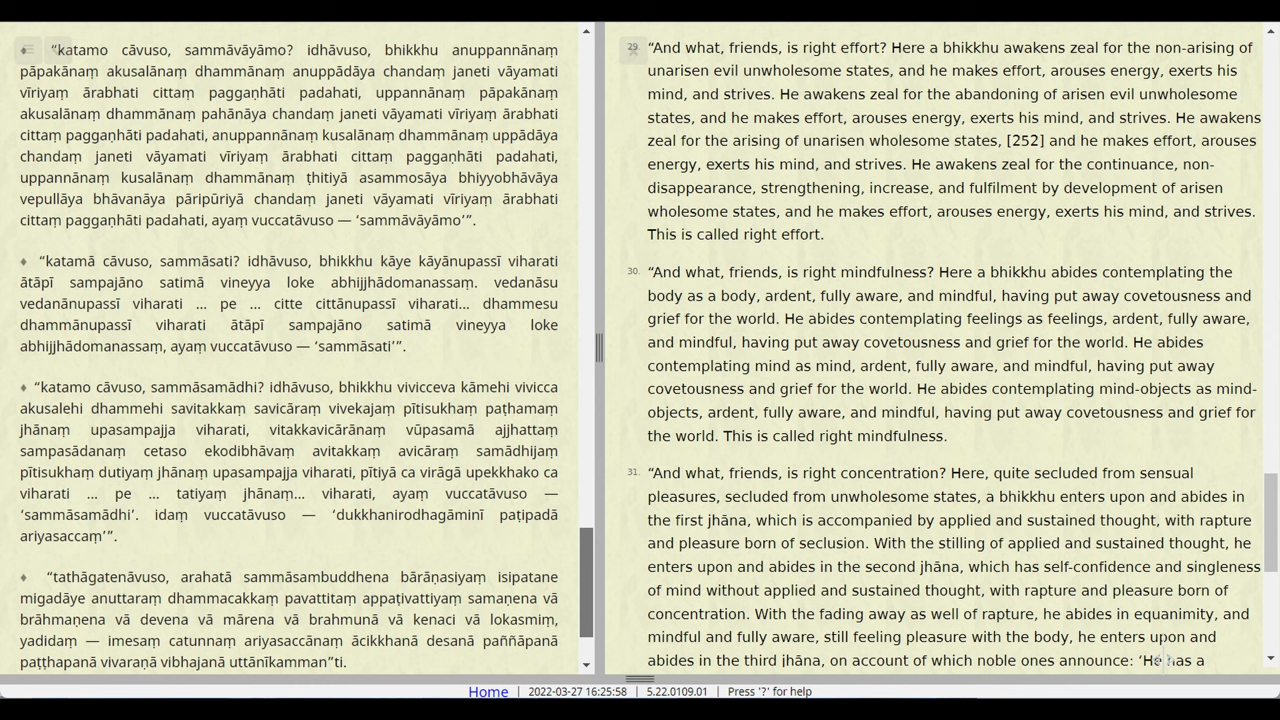 ♦ “katamo cāvuso, sammāvāyāmo? idhāvuso, bhikkhu anuppannānaṃ
pāpakānaṃ akusalānaṃ dhammānaṃ anuppādāya chandaṃ janeti vāyamati
vīriyaṃ ārabhati cittaṃ paggaṇhāti padahati, uppannānaṃ pāpakānaṃ
akusalānaṃ dhammānaṃ pahānāya chandaṃ janeti vāyamati vīriyaṃ ārabhati
cittaṃ paggaṇhāti padahati, anuppannānaṃ kusalānaṃ dhammānaṃ uppādāya
chandaṃ janeti vāyamati vīriyaṃ ārabhati cittaṃ paggaṇhāti padahati,
uppannānaṃ kusalānaṃ dhammānaṃ ṭhitiyā asammosāya bhiyyobhāvāya
vepullāya bhāvanāya pāripūriyā chandaṃ janeti vāyamati vīriyaṃ ārabhati
cittaṃ paggaṇhāti padahati, ayaṃ vuccatāvuso — ‘sammāvāyāmo’”.
♦ “katamā cāvuso, sammāsati? idhāvuso, bhikkhu kāye kāyānupassī viharati
ātāpī sampajāno satimā vineyya loke abhijjhādomanassaṃ. vedanāsu
vedanānupassī viharati ... pe ... citte cittānupassī viharati... dhammesu
dhammānupassī viharati ātāpī sampajāno satimā vineyya loke
abhijjhādomanassaṃ, ayaṃ vuccatāvuso — ‘sammāsati’”.
♦ “katamo cāvuso, sammāsamādhi? idhāvuso, bhikkhu vivicceva kāmehi vivicca
akusalehi dhammehi savitakkaṃ savicāraṃ vivekajaṃ pītisukhaṃ paṭhamaṃ
jhānaṃ upasampajja viharati, vitakkavicārānaṃ vūpasamā ajjhattaṃ
sampasādanaṃ cetaso ekodibhāvaṃ avitakkaṃ avicāraṃ samādhijaṃ
pītisukhaṃ dutiyaṃ jhānaṃ upasampajja viharati, pītiyā ca virāgā upekkhako ca
viharati ... pe ... tatiyaṃ jhānaṃ... viharati, ayaṃ vuccatāvuso —
‘sammāsamādhi’. idaṃ vuccatāvuso — ‘dukkhanirodhagāminī paṭipadā
ariyasaccaṃ’”.
♦ “tathāgatenāvuso, arahatā sammāsambuddhena bārāṇasiyaṃ isipatane
migadāye anuttaraṃ dhammacakkaṃ pavattitaṃ appaṭivattiyaṃ samaṇena vā
brāhmaṇena vā devena vā mārena vā brahmunā vā kenaci vā lokasmiṃ,
yadidaṃ — imesaṃ catunnaṃ ariyasaccānaṃ ācikkhanā desanā paññāpanā
paṭṭhapanā vivaraṇā vibhajanā uttānīkamman”ti.
29. “And what, friends, is right effort? Here a bhikkhu awakens zeal for the non-arising of
unarisen evil unwholesome states, and he makes effort, arouses energy, exerts his
mind, and strives. He awakens zeal for the abandoning of arisen evil unwholesome
states, and he makes effort, arouses energy, exerts his mind, and strives. He awakens
zeal for the arising of unarisen wholesome states, [252] and he makes effort, arouses
energy, exerts his mind, and strives. He awakens zeal for the continuance, non-
disappearance, strengthening, increase, and fulfilment by development of arisen
wholesome states, and he makes effort, arouses energy, exerts his mind, and strives.
This is called right effort.
30. “And what, friends, is right mindfulness? Here a bhikkhu abides contemplating the
body as a body, ardent, fully aware, and mindful, having put away covetousness and
grief for the world. He abides contemplating feelings as feelings, ardent, fully aware,
and mindful, having put away covetousness and grief for the world. He abides
contemplating mind as mind, ardent, fully aware, and mindful, having put away
covetousness and grief for the world. He abides contemplating mind-objects as mind-
objects, ardent, fully aware, and mindful, having put away covetousness and grief for
the world. This is called right mindfulness.
31. “And what, friends, is right concentration? Here, quite secluded from sensual
pleasures, secluded from unwholesome states, a bhikkhu enters upon and abides in
the first jhāna, which is accompanied by applied and sustained thought, with rapture
and pleasure born of seclusion. With the stilling of applied and sustained thought, he
enters upon and abides in the second jhāna, which has self-confidence and singleness
of mind without applied and sustained thought, with rapture and pleasure born of
concentration. With the fading away as well of rapture, he abides in equanimity, and
mindful and fully aware, still feeling pleasure with the body, he enters upon and
abides in the third jhāna, on account of which noble ones announce: ‘He has a
Home | 2022-03-27 16:25:58 | 5.22.0109.01 | Press '?' for help